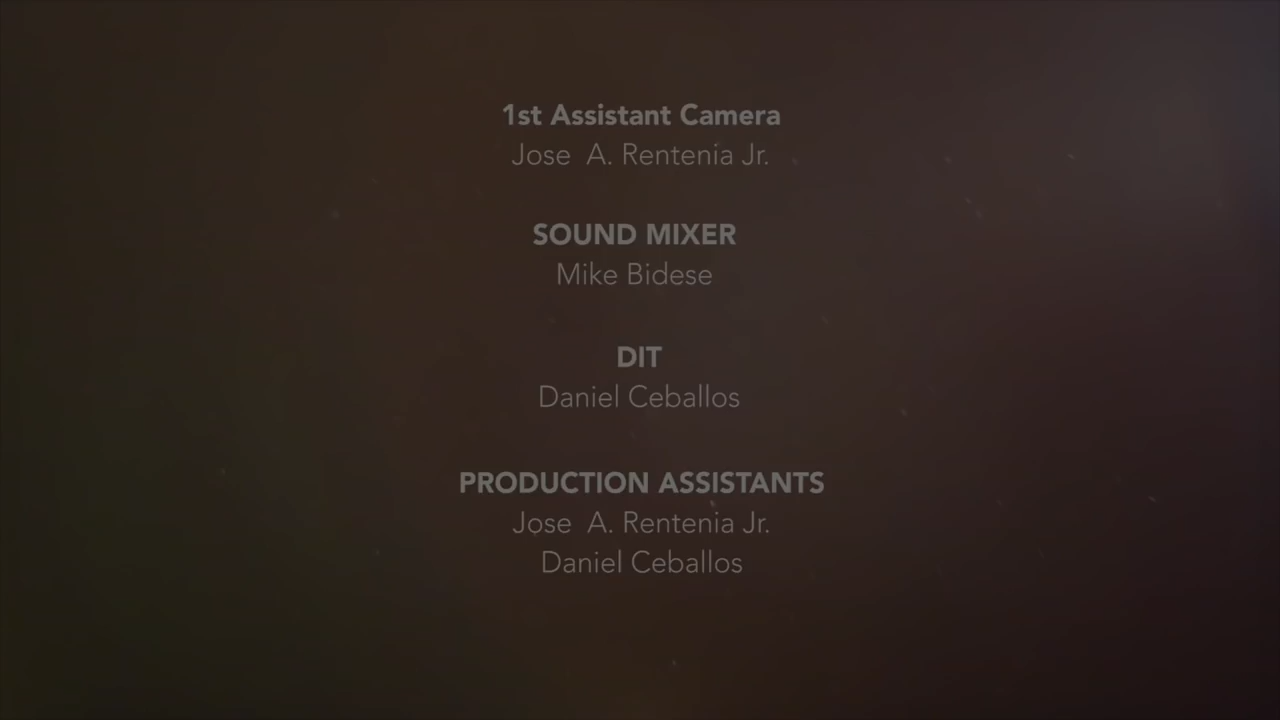 1st Assistant Camera
Jose  A. Rentenia Jr.
SOUND MIXER
Mike Bidese
DIT
Daniel Ceballos
PRODUCTION ASSISTANTS
Jose  A. Rentenia Jr.
Daniel Ceballos